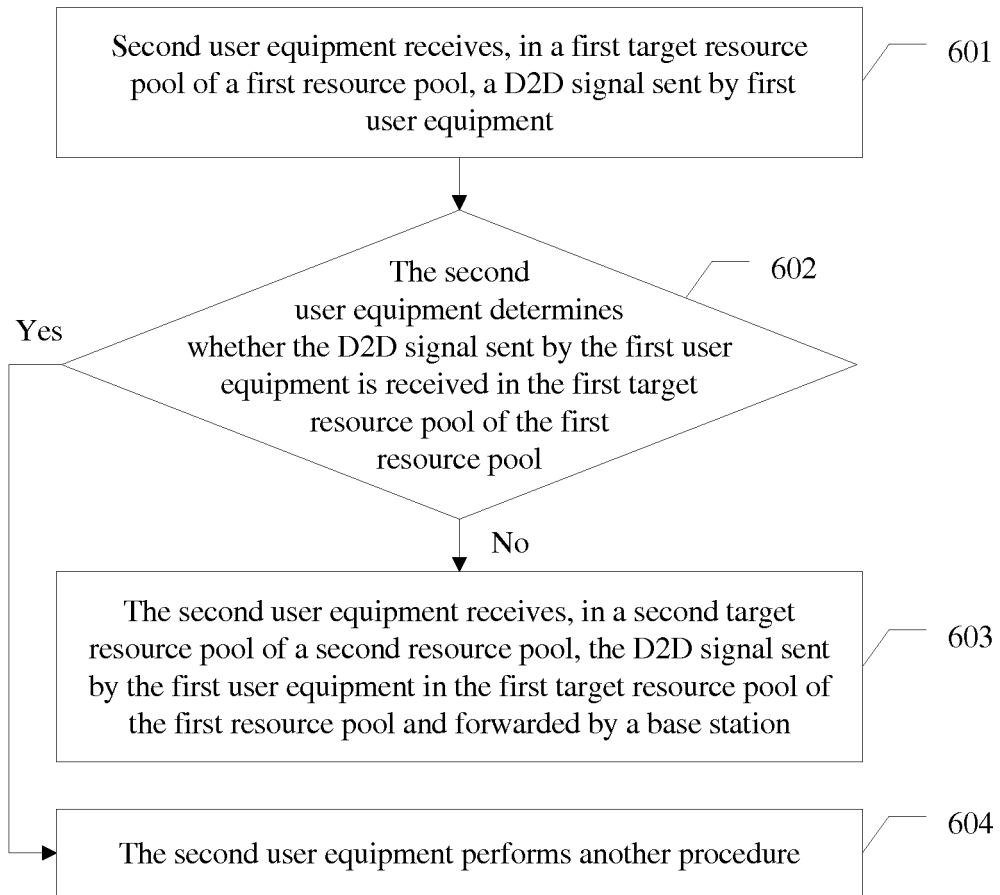 Second user equipment receives, in a first target resource
pool of a first resource pool, a D2D signal sent by first
user equipment
601
The second
user equipment determines
whether the D2D signal sent by the first user
equipment is received in the first target
resource pool of the first
resource pool
602
Yes
No
The second user equipment receives, in a second target
resource pool of a second resource pool, the D2D signal sent
by the first user equipment in the first target resource pool of
the first resource pool and forwarded by a base station
603
The second user equipment performs another procedure
604